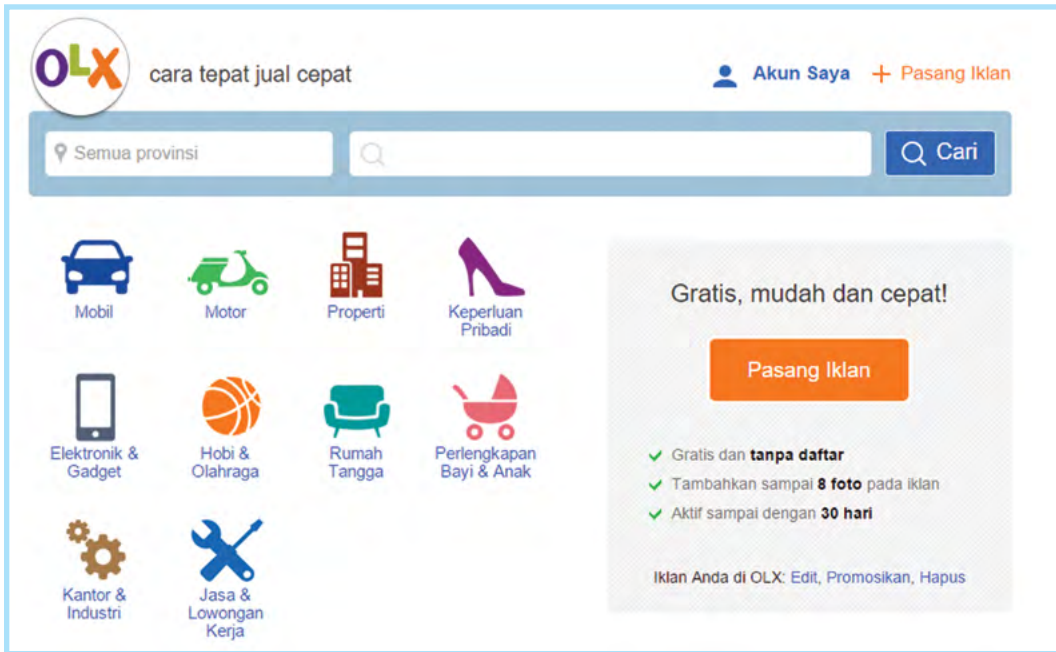 OLX cara tepat jual cepat
Akun Saya + Pasang Iklan
Semua provinsi
Cari
Mobil
Motor
Properti
Keperluan
Pribadi
Elektronik &
Gadget
Hobi &
Olahraga
Rumah
Tangga
Perlengkapan
Bayi & Anak
Kantor &
Industri
Jasa &
Lowongan
Kerja
Gratis, mudah dan cepat!
Pasang Iklan
Gratis dan tanpa daftar
Tambahkan sampai 8 foto pada iklan
Aktif sampai dengan 30 hari
Iklan Anda di OLX: Edit, Promosikan, Hapus